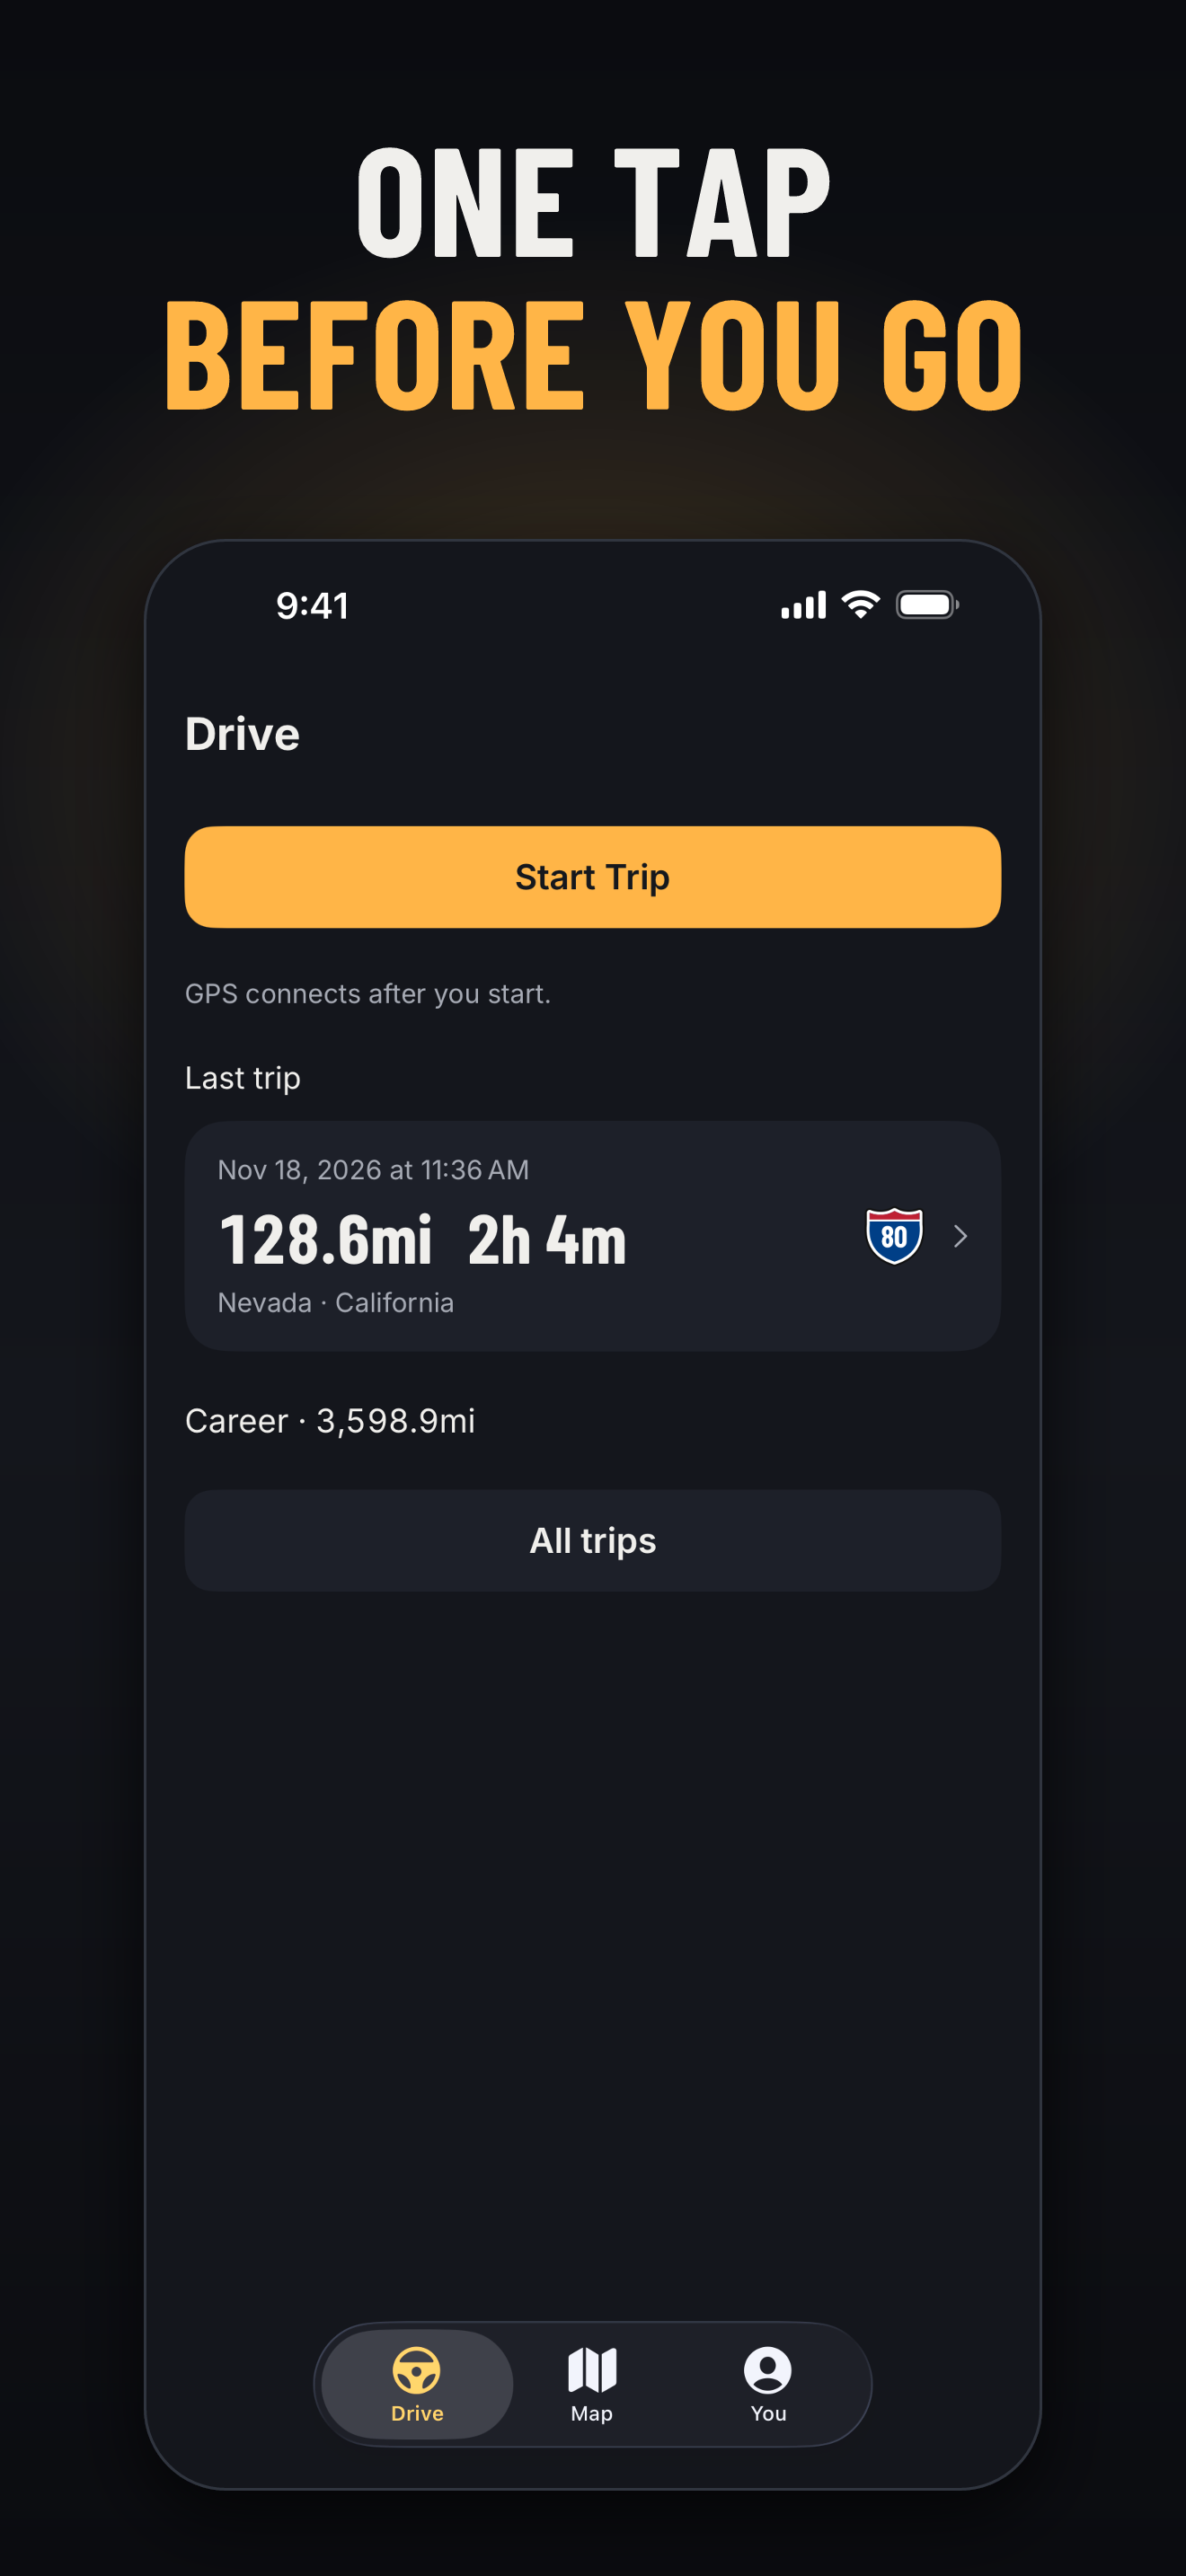 ONE TAP
BEFORE YOU GO
9:41
Drive
Start Trip
GPS connects after you start.
Last trip
Nov 18, 2026 at 11:36 AM
128.6mi 2h 4m
80
Nevada · California
Career · 3,598.9mi
All trips
Drive Map You